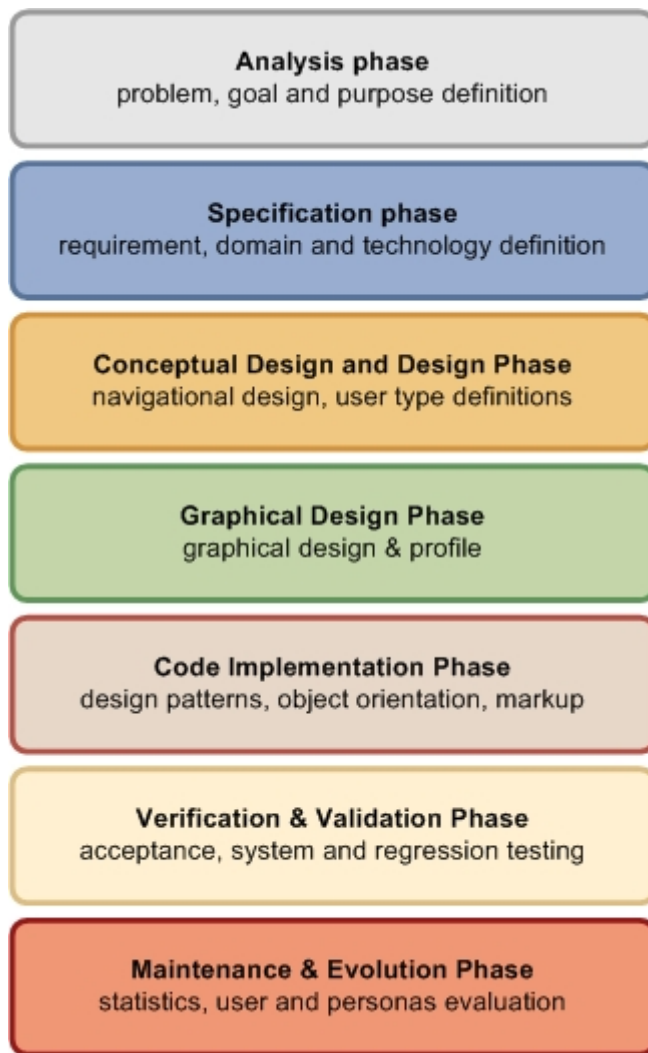 Analysis phase
problem, goal and purpose definition
Specification phase
requirement, domain and technology definition
Conceptual Design and Design Phase
navigational design, user type definitions
Graphical Design Phase
graphical design & profile
Code Implementation Phase
design patterns, object orientation, markup
Verification & Validation Phase
acceptance, system and regression testing
Maintenance & Evolution Phase
statistics, user and personas evaluation